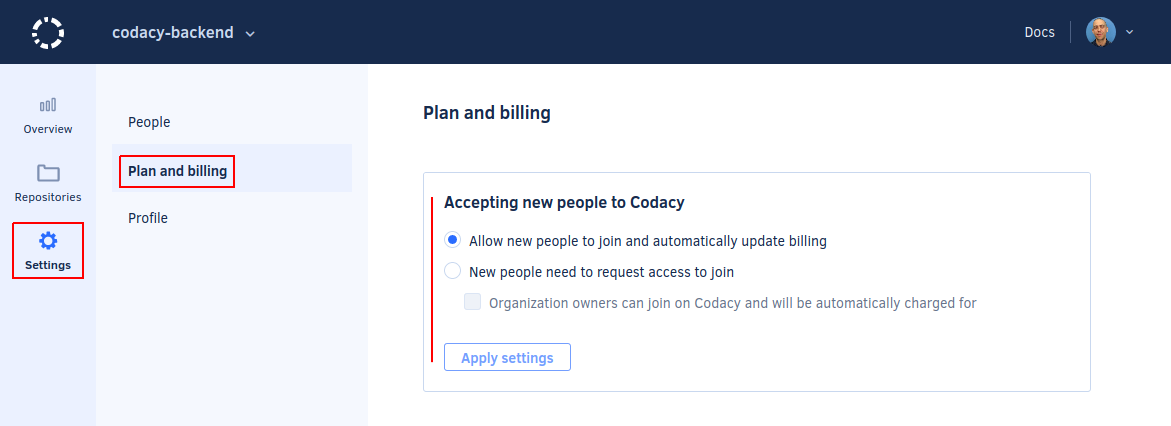 codacy-backend
Docs
Overview
Repositories
Settings
People
Plan and billing
Profile
Plan and billing
Accepting new people to Codacy
Allow new people to join and automatically update billing
New people need to request access to join
Organization owners can join on Codacy and will be automatically charged for
Apply settings